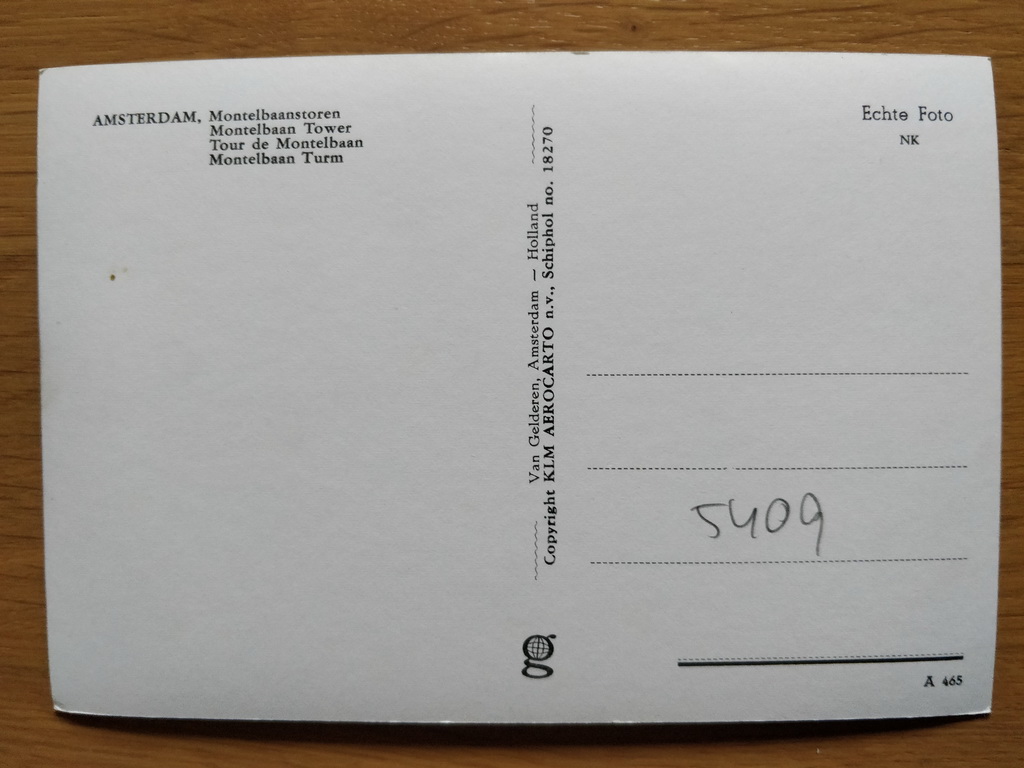 AMSTERDAM, Montelbaanstoren
Montelbaan Tower
Tour de Montelbaan
Montelbaan Turm
Van Gelderen, Amsterdam — Holland
Copyright KLM AEROCARTO n.v., Schiphol no. 18270
Echte Foto
NK
5409
A 465